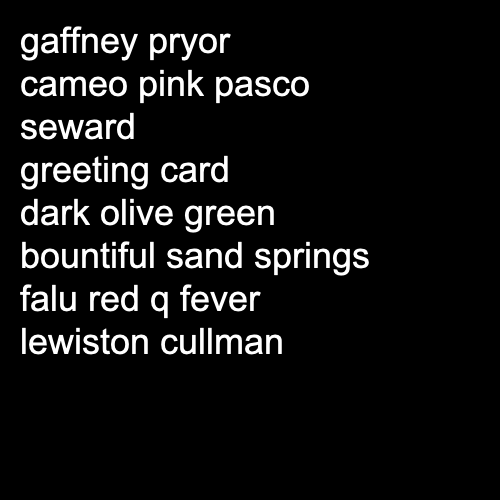 gaffney pryor
cameo pink pasco
seward
greeting card
dark olive green
bountiful sand springs
falu red q fever
lewiston cullman